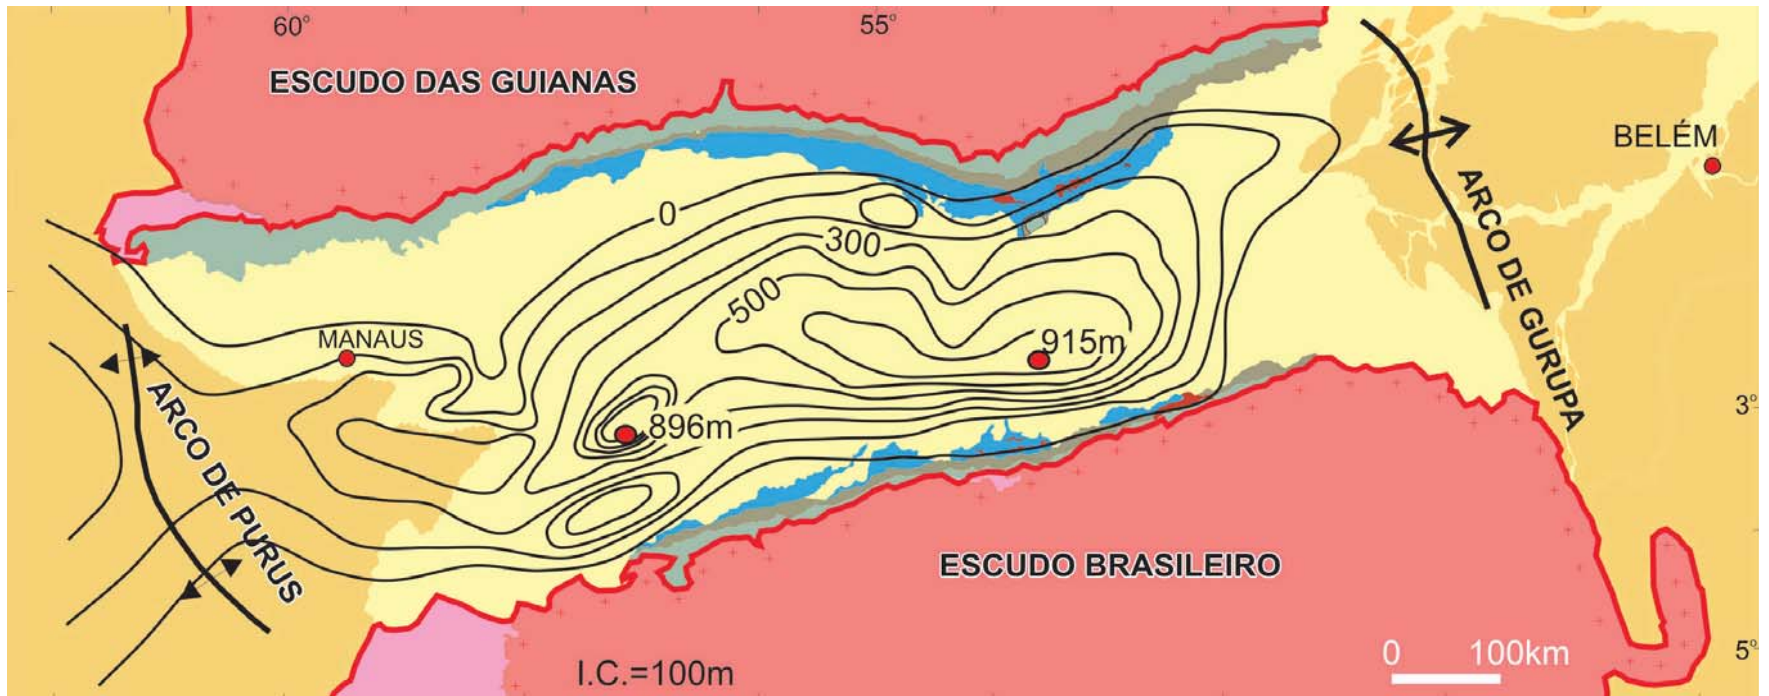 60°
55°
ESCUDO DAS GUIANAS
BELÉM
0
300
ARCO DE GURUPA
500
MANAUS
915m
ARCO DE PURUS
896m
3°
ESCUDO BRASILEIRO
5°
0 100km
I.C.=100m